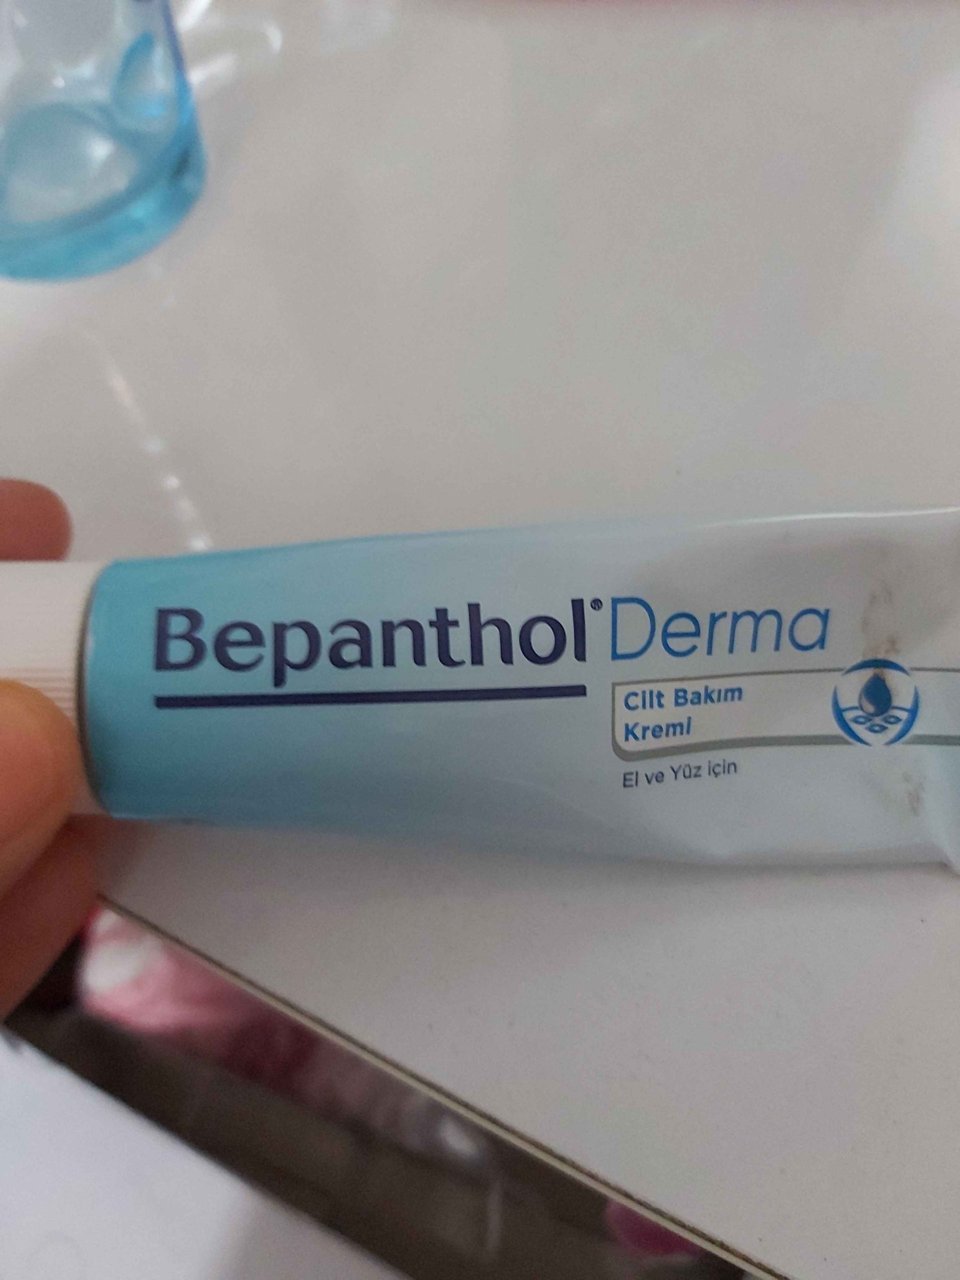 Bepanthol® Derma
Cilt Bakım
Kremi
El ve Yüz için